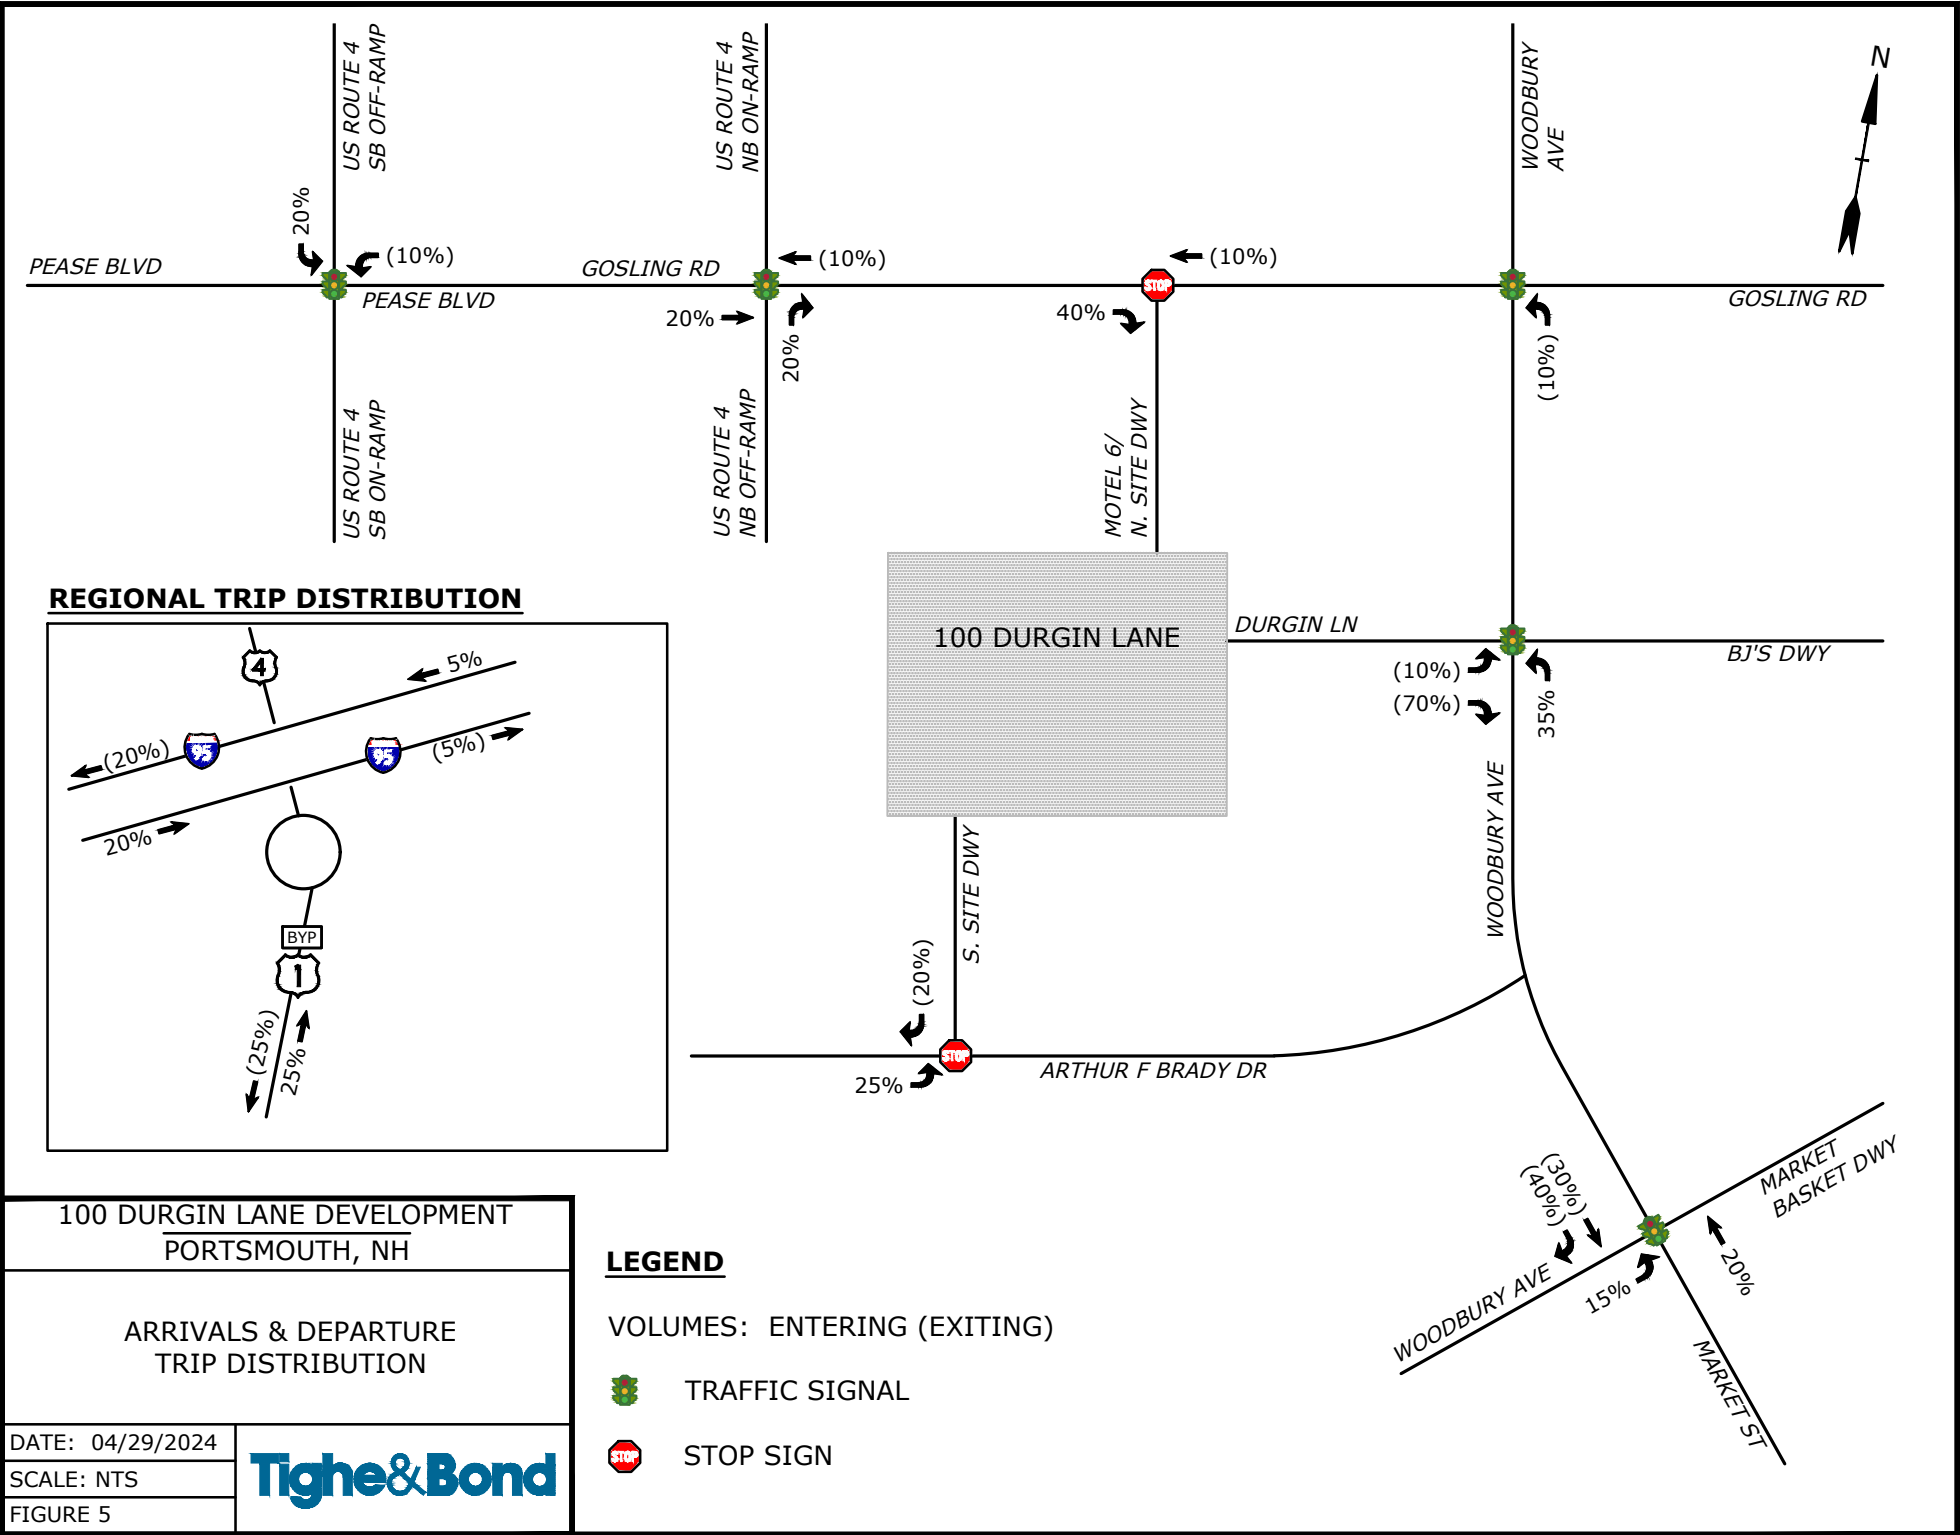 US ROUTE 4
SB OFF-RAMP
US ROUTE 4
NB ON-RAMP
WOODBURY
AVE
N
20%
(10%)
(10%)
(10%)
PEASE BLVD
GOSLING RD
PEASE BLVD
GOSLING RD
20%
20%
40%
STOP
(10%)
US ROUTE 4
SB ON-RAMP
US ROUTE 4
NB OFF-RAMP
MOTEL 6/
N. SITE DWY
100 DURGIN LANE
DURGIN LN
BJ'S DWY
(10%)
(70%)
35%
WOODBURY AVE
S. SITE DWY
(20%)
25%
STOP
ARTHUR F BRADY DR
(30%)
(40%)
15%
20%
MARKET
BASKET DWY
WOODBURY AVE
MARKET ST
REGIONAL TRIP DISTRIBUTION
4
5%
(20%)
95
95
(5%)
20%
BYP
1
(25%)
25%
100 DURGIN LANE DEVELOPMENT
PORTSMOUTH, NH
ARRIVALS & DEPARTURE
TRIP DISTRIBUTION
DATE: 04/29/2024
SCALE: NTS
FIGURE 5
Tighe&Bond
LEGEND
VOLUMES: ENTERING (EXITING)
TRAFFIC SIGNAL
STOP
STOP SIGN